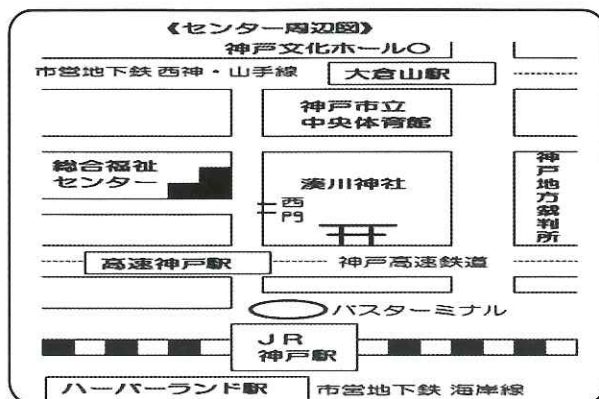 《センター周辺図》
神戸文化ホール○
市営地下鉄 西神・山手線
大倉山駅
神戸市立
中央体育館
総合福祉
センター
湊川神社
西門
神戸地方裁判所
高速神戸駅
神戸高速鉄道
バスターミナル
JR
神戸駅
ハーバーランド駅
市営地下鉄 海岸線